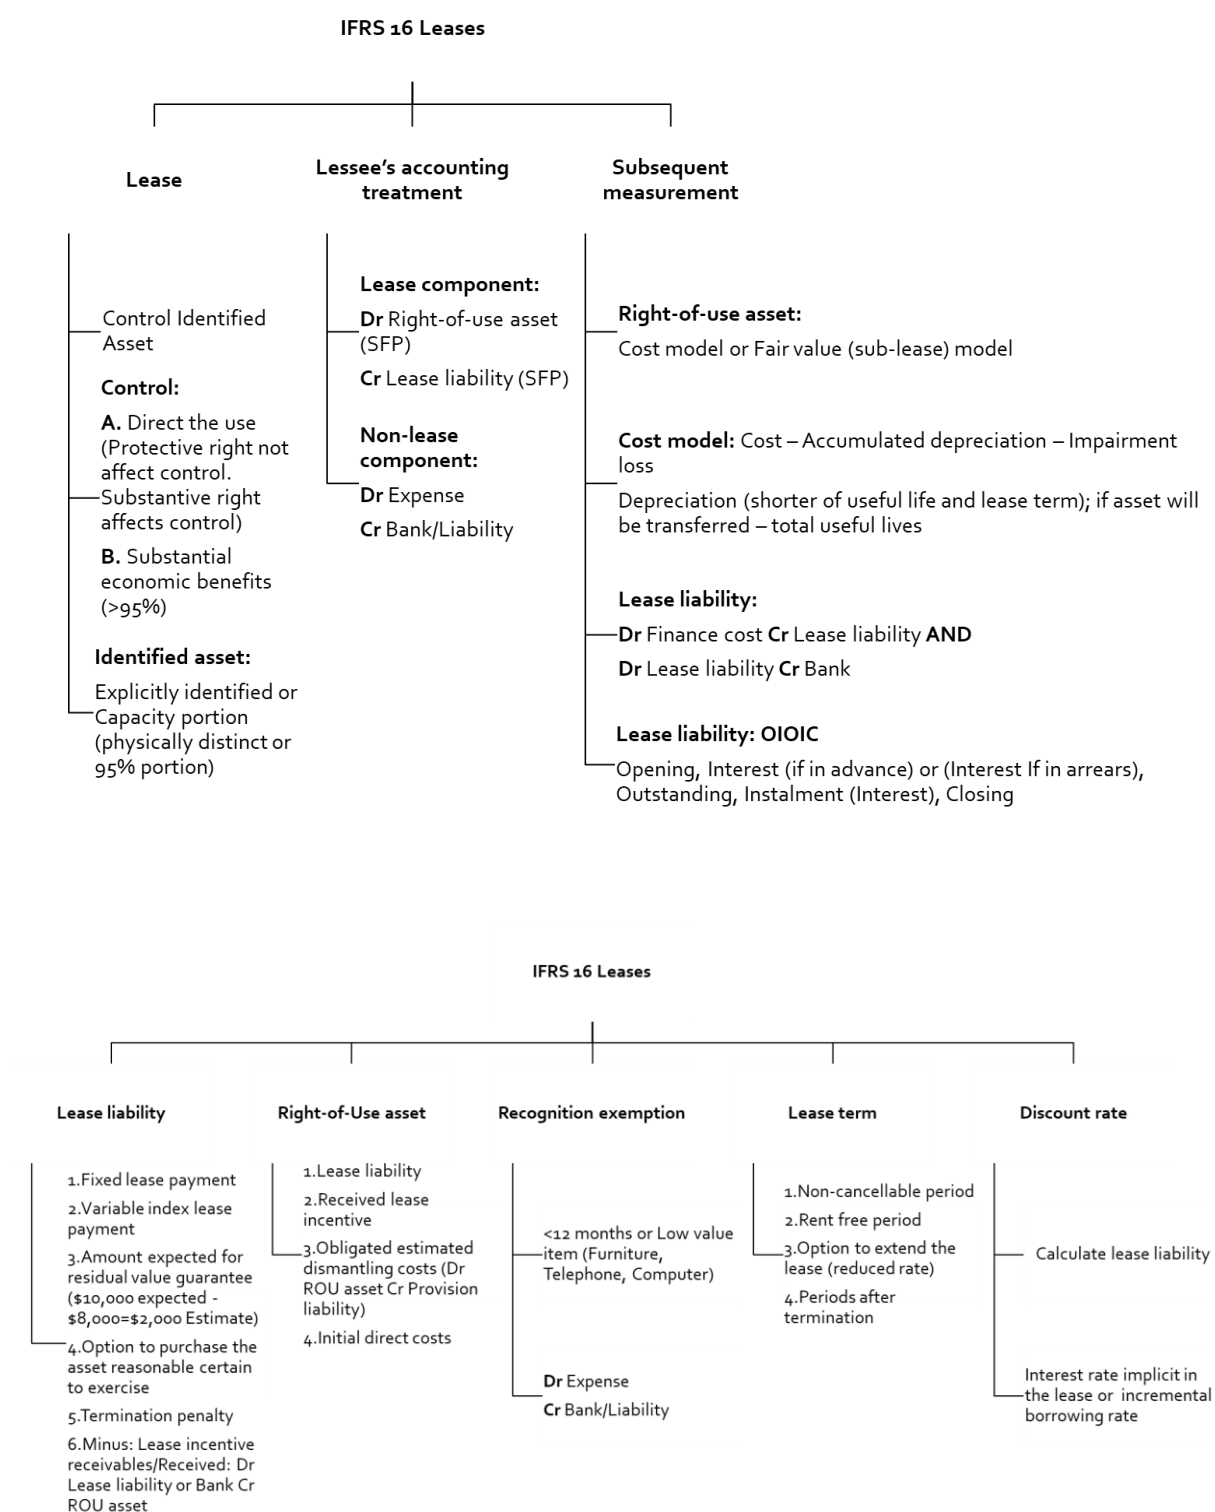 IFRS 16 Leases
Lease
Control Identified
Asset
Control:
A. Direct the use
(Protective right not
affect control.
Substantive right
affects control)
B. Substantial
economic benefits
(>95%)
Identified asset:
Explicitly identified or
Capacity portion
(physically distinct or
95% portion)
Lessee's accounting
treatment
Lease component:
Dr Right-of-use asset
(SFP)
Cr Lease liability (SFP)
Non-lease
component:
Dr Expense
Cr Bank/Liability
Subsequent
measurement
Right-of-use asset:
Cost model or Fair value (sub-lease) model
Cost model: Cost – Accumulated depreciation – Impairment
loss
Depreciation (shorter of useful life and lease term); if asset will
be transferred – total useful lives
Lease liability:
Dr Finance cost Cr Lease liability AND
Dr Lease liability Cr Bank
Lease liability: OIOIC
Opening, Interest (if in advance) or (Interest If in arrears),
Outstanding, Instalment (Interest), Closing
IFRS 16 Leases
Lease liability
1.Fixed lease payment
2.Variable index lease
payment
3.Amount expected for
residual value guarantee
($10,000 expected -
$8,000=$2,000 Estimate)
4.Option to purchase the
asset reasonable certain
to exercise
5.Termination penalty
6.Minus: Lease incentive
receivables/Received: Dr
Lease liability or Bank Cr
ROU asset
Right-of-Use asset
1.Lease liability
2.Received lease
incentive
3.Obligated estimated
dismantling costs (Dr
ROU asset Cr Provision
liability)
4.Initial direct costs
Recognition exemption
<12 months or Low value
item (Furniture,
Telephone, Computer)
Dr Expense
Cr Bank/Liability
Lease term
1.Non-cancellable period
2.Rent free period
3.Option to extend the
lease (reduced rate)
4.Periods after
termination
Discount rate
Calculate lease liability
Interest rate implicit in
the lease or incremental
borrowing rate